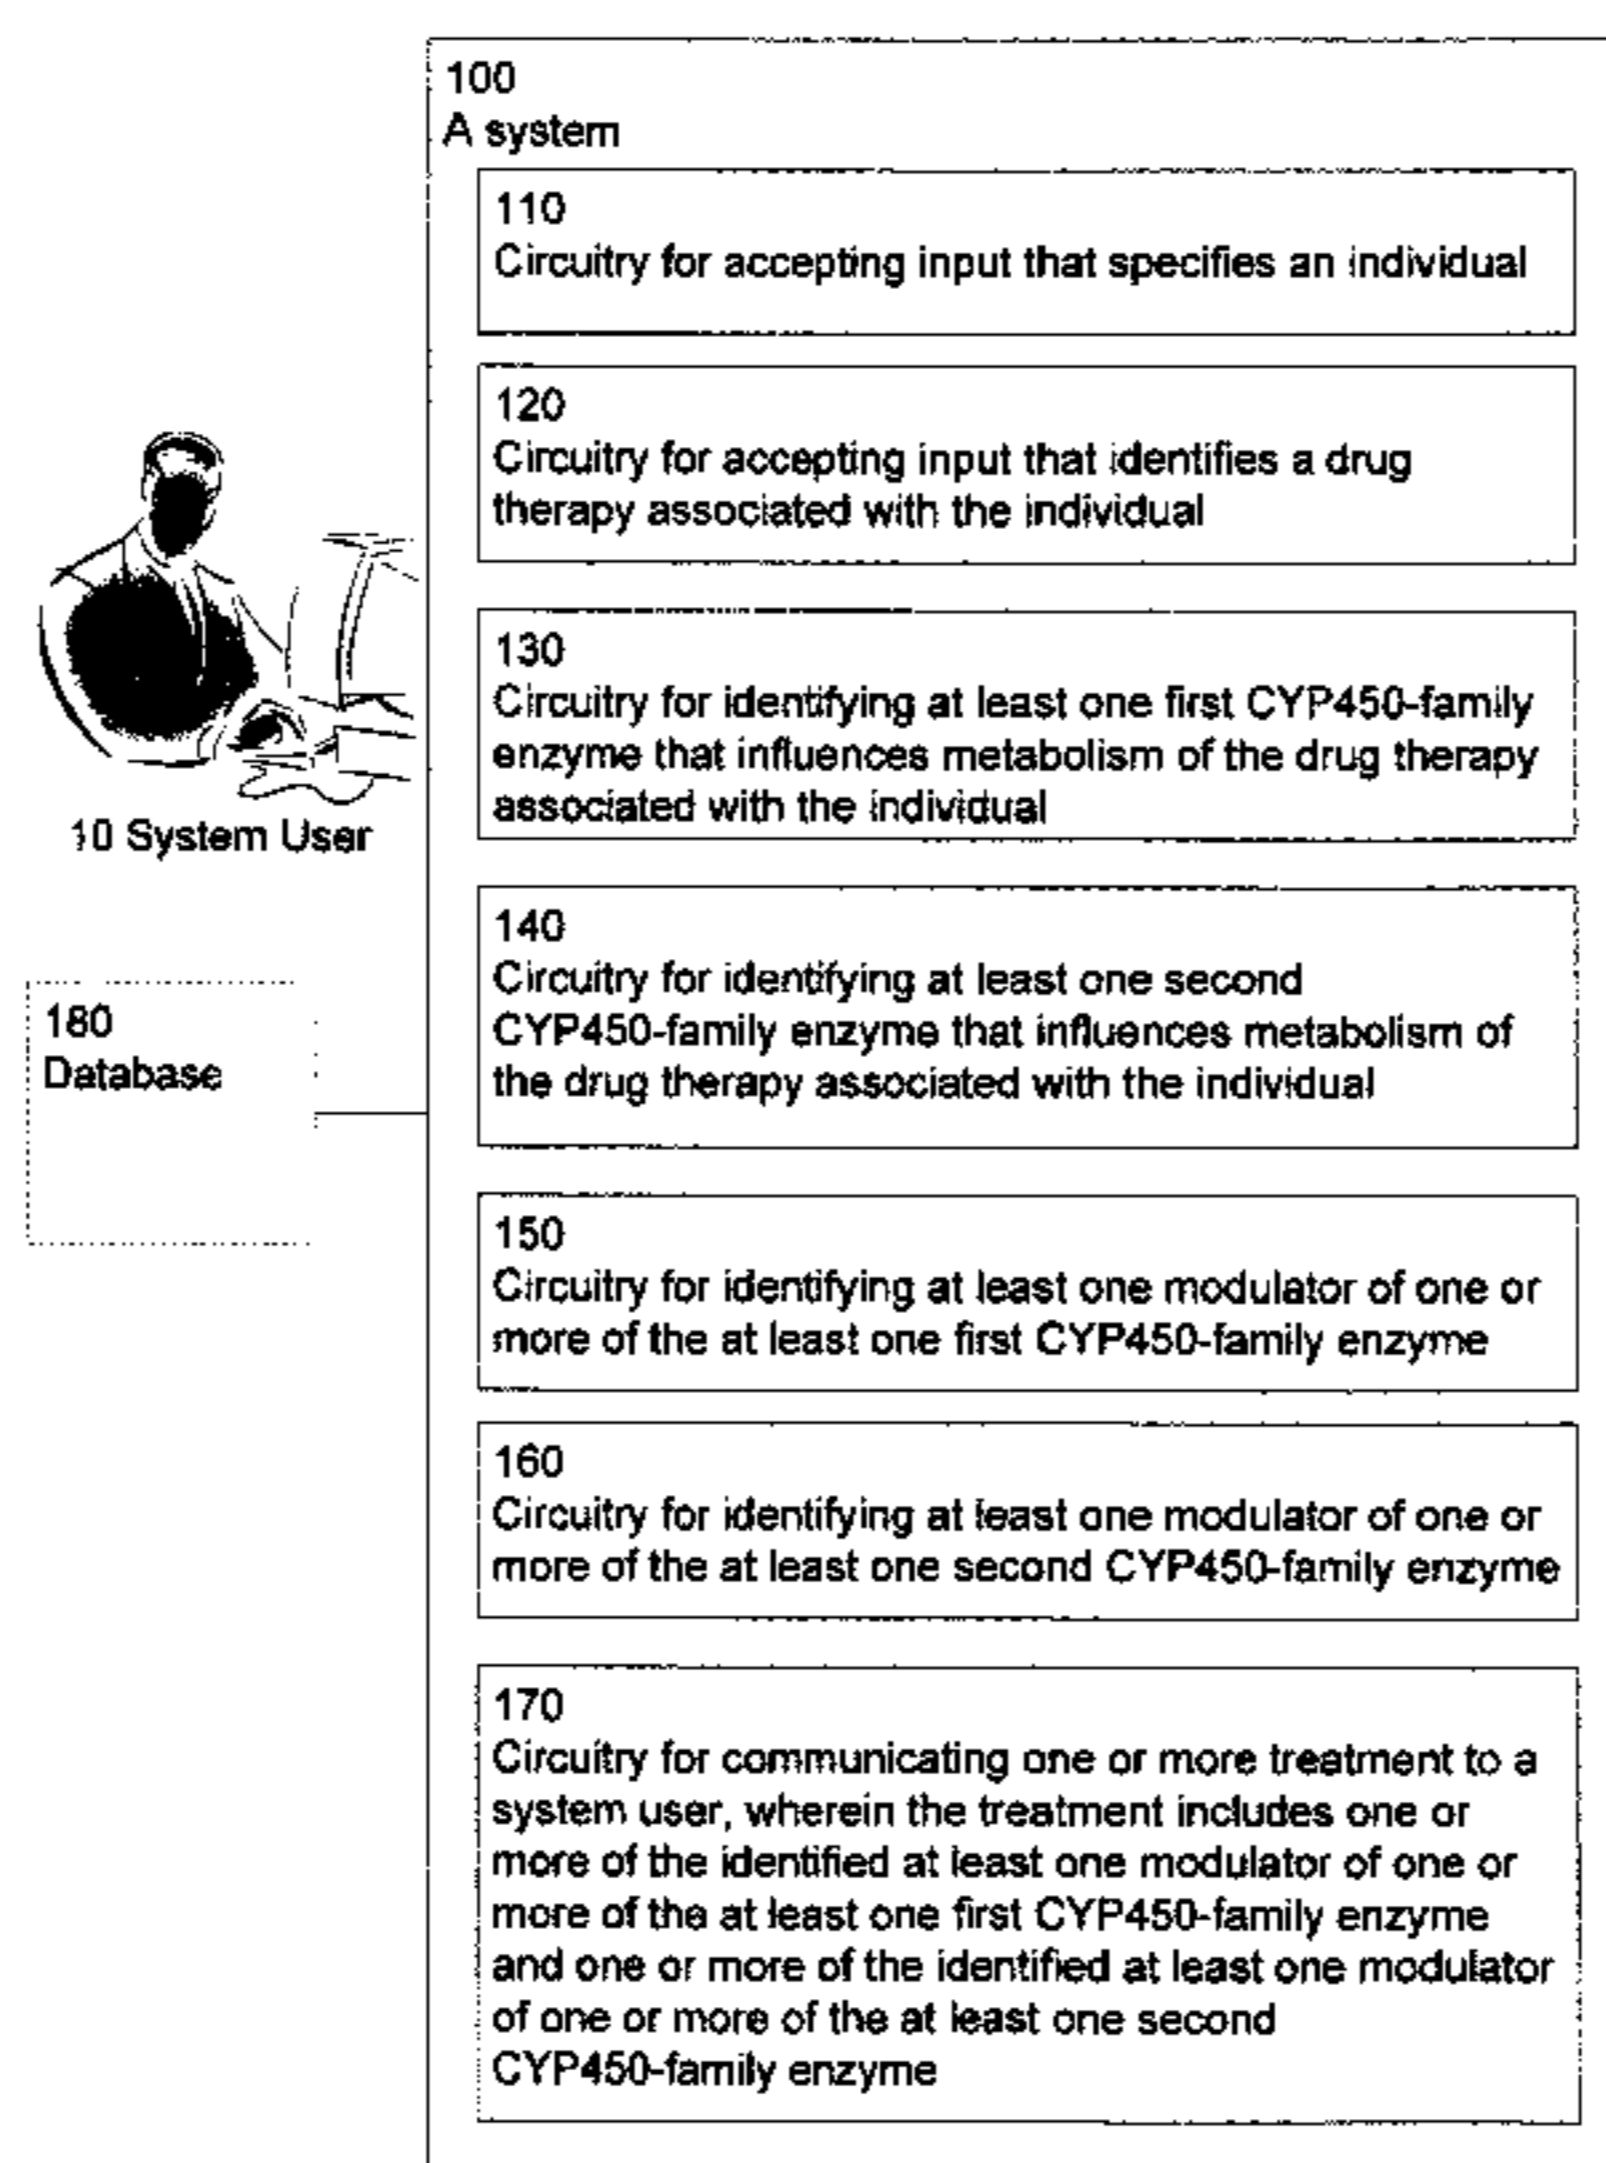 100
A system
110
Circuitry for accepting input that specifies an individual
120
Circuitry for accepting input that identifies a drug
therapy associated with the individual
130
Circuitry for identifying at least one first CYP450-family
enzyme that influences metabolism of the drug therapy
associated with the individual
10 System User
140
Circuitry for identifying at least one second
CYP450-family enzyme that influences metabolism of
the drug therapy associated with the individual
180
Database
150
Circuitry for identifying at least one modulator of one or
more of the at least one first CYP450-family enzyme
160
Circuitry for identifying at least one modulator of one or
more of the at least one second CYP450-family enzyme
170
Circuitry for communicating one or more treatment to a
system user, wherein the treatment includes one or
more of the identified at least one modulator of one or
more of the at least one first CYP450-family enzyme
and one or more of the identified at least one modulator
of one or more of the at least one second
CYP450-family enzyme